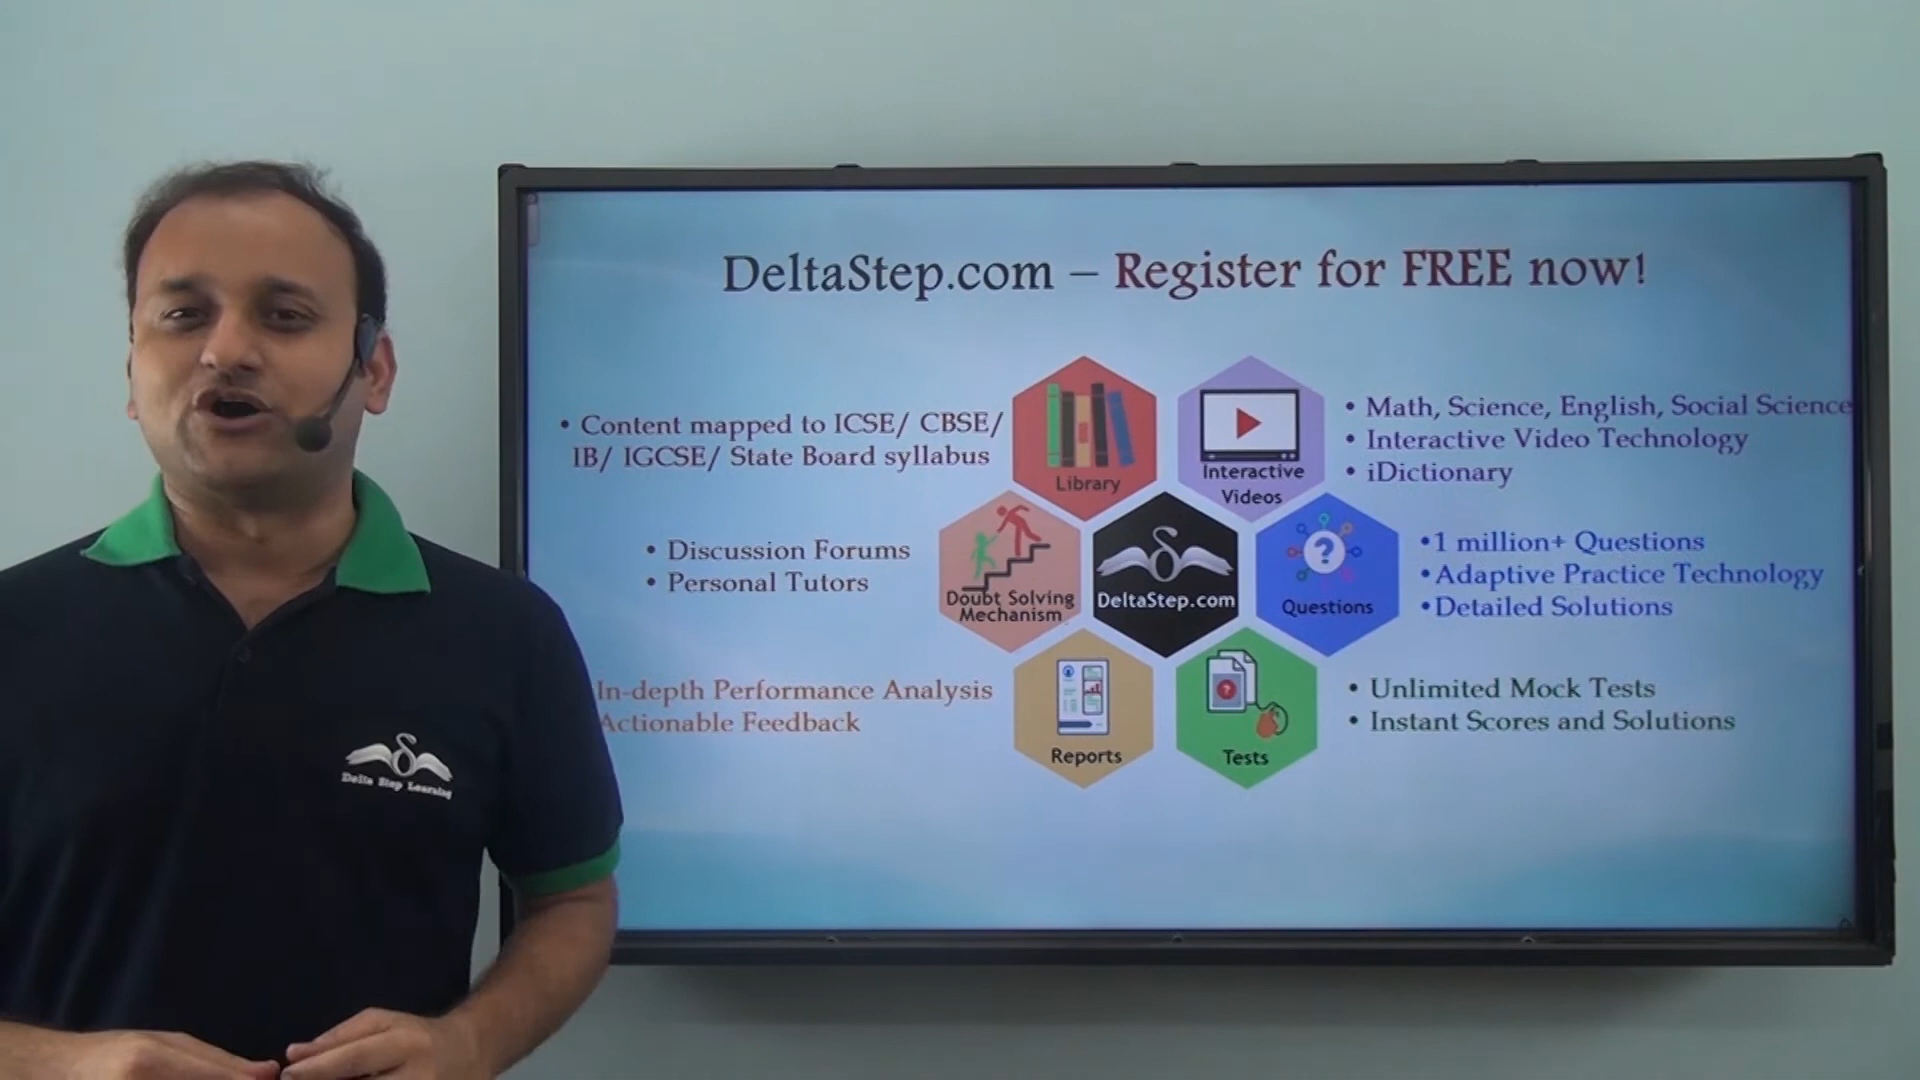 DeltaStep.com – Register for FREE now!
• Content mapped to ICSE/ CBSE/
IB/ IGCSE/ State Board syllabus
Library
Interactive
Videos
• Math, Science, English, Social Science
• Interactive Video Technology
• iDictionary
• Discussion Forums
• Personal Tutors
Doubt Solving
Mechanism
DeltaStep.com
?
Questions
•1 million+ Questions
•Adaptive Practice Technology
•Detailed Solutions
In-depth Performance Analysis
Actionable Feedback
Reports
?
Tests
• Unlimited Mock Tests
• Instant Scores and Solutions
Delta Step Learning